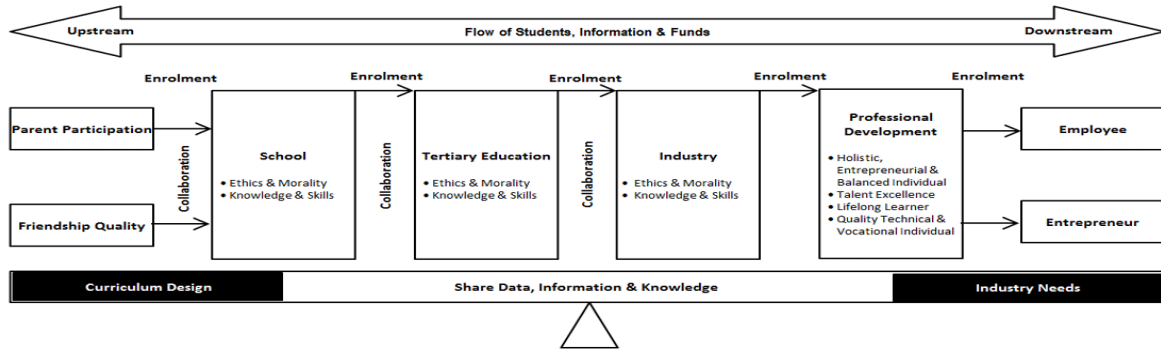 Upstream
Flow of Students, Information & Funds
Downstream
Enrolment
Enrolment
Enrolment
Enrolment
Enrolment
Parent Participation
Friendship Quality
Collaboration
School
• Ethics & Morality
• Knowledge & Skills
Collaboration
Tertiary Education
• Ethics & Morality
• Knowledge & Skills
Collaboration
Industry
• Ethics & Morality
• Knowledge & Skills
Professional
Development
• Holistic,
Entrepreneurial &
Balanced Individual
• Talent Excellence
• Lifelong Learner
• Quality Technical &
Vocational Individual
Employee
Entrepreneur
Curriculum Design
Share Data, Information & Knowledge
Industry Needs